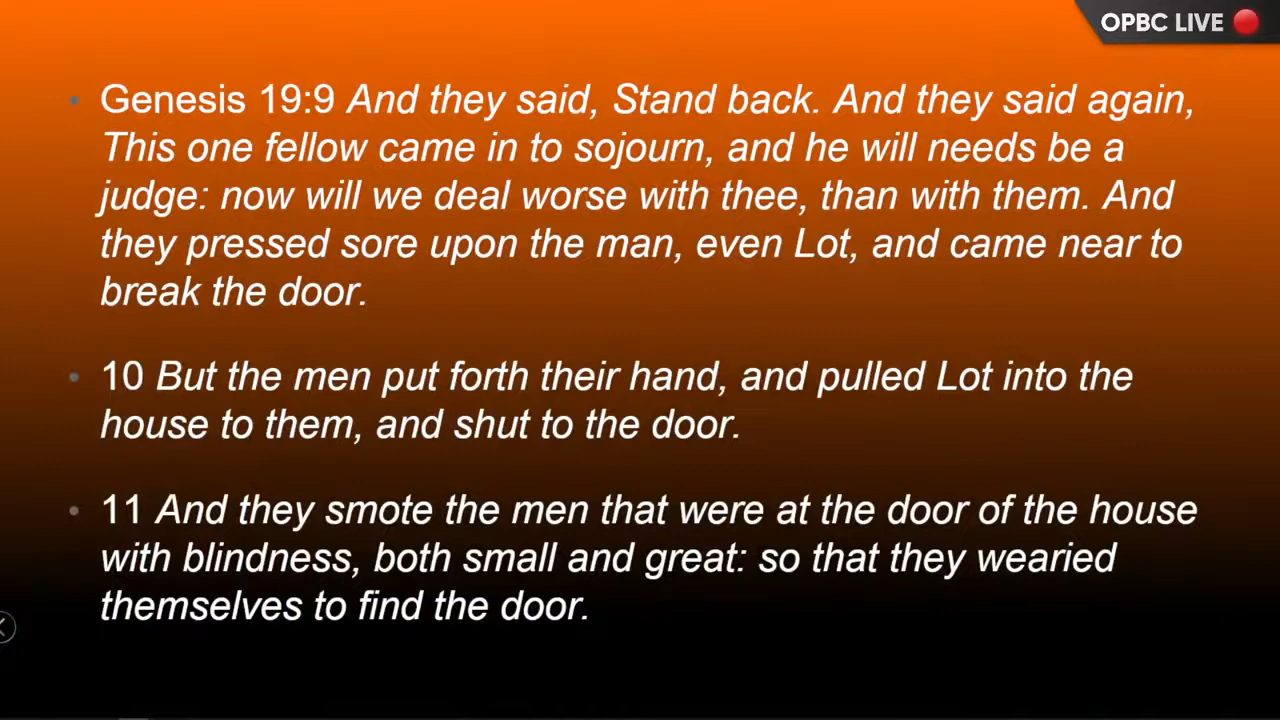 OPBC LIVE
• Genesis 19:9 And they said, Stand back. And they said again,
This one fellow came in to sojourn, and he will needs be a
judge: now will we deal worse with thee, than with them. And
they pressed sore upon the man, even Lot, and came near to
break the door.
• 10 But the men put forth their hand, and pulled Lot into the
house to them, and shut to the door.
• 11 And they smote the men that were at the door of the house
with blindness, both small and great: so that they wearied
themselves to find the door.